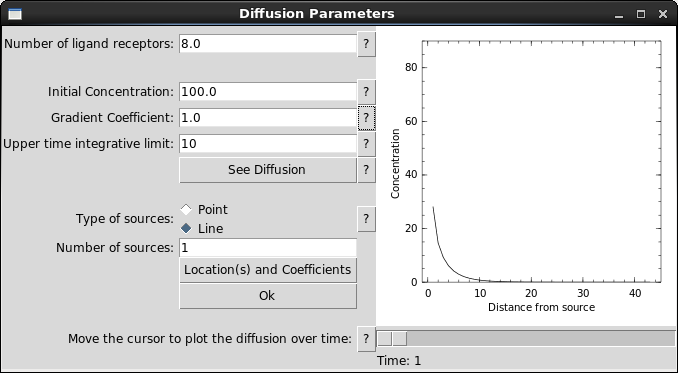 Diffusion Parameters
Number of ligand receptors: 8.0 ?
Initial Concentration: 100.0 ?
Gradient Coefficient: 1.0 ?
Upper time integrative limit: 10 ?
See Diffusion ?
Type of sources: ?
Point
Line
Number of sources: 1
Location(s) and Coefficients
Ok
Concentration
80
60
40
20
0
0 10 20 30 40
Distance from source
Move the cursor to plot the diffusion over time: ?
Time: 1